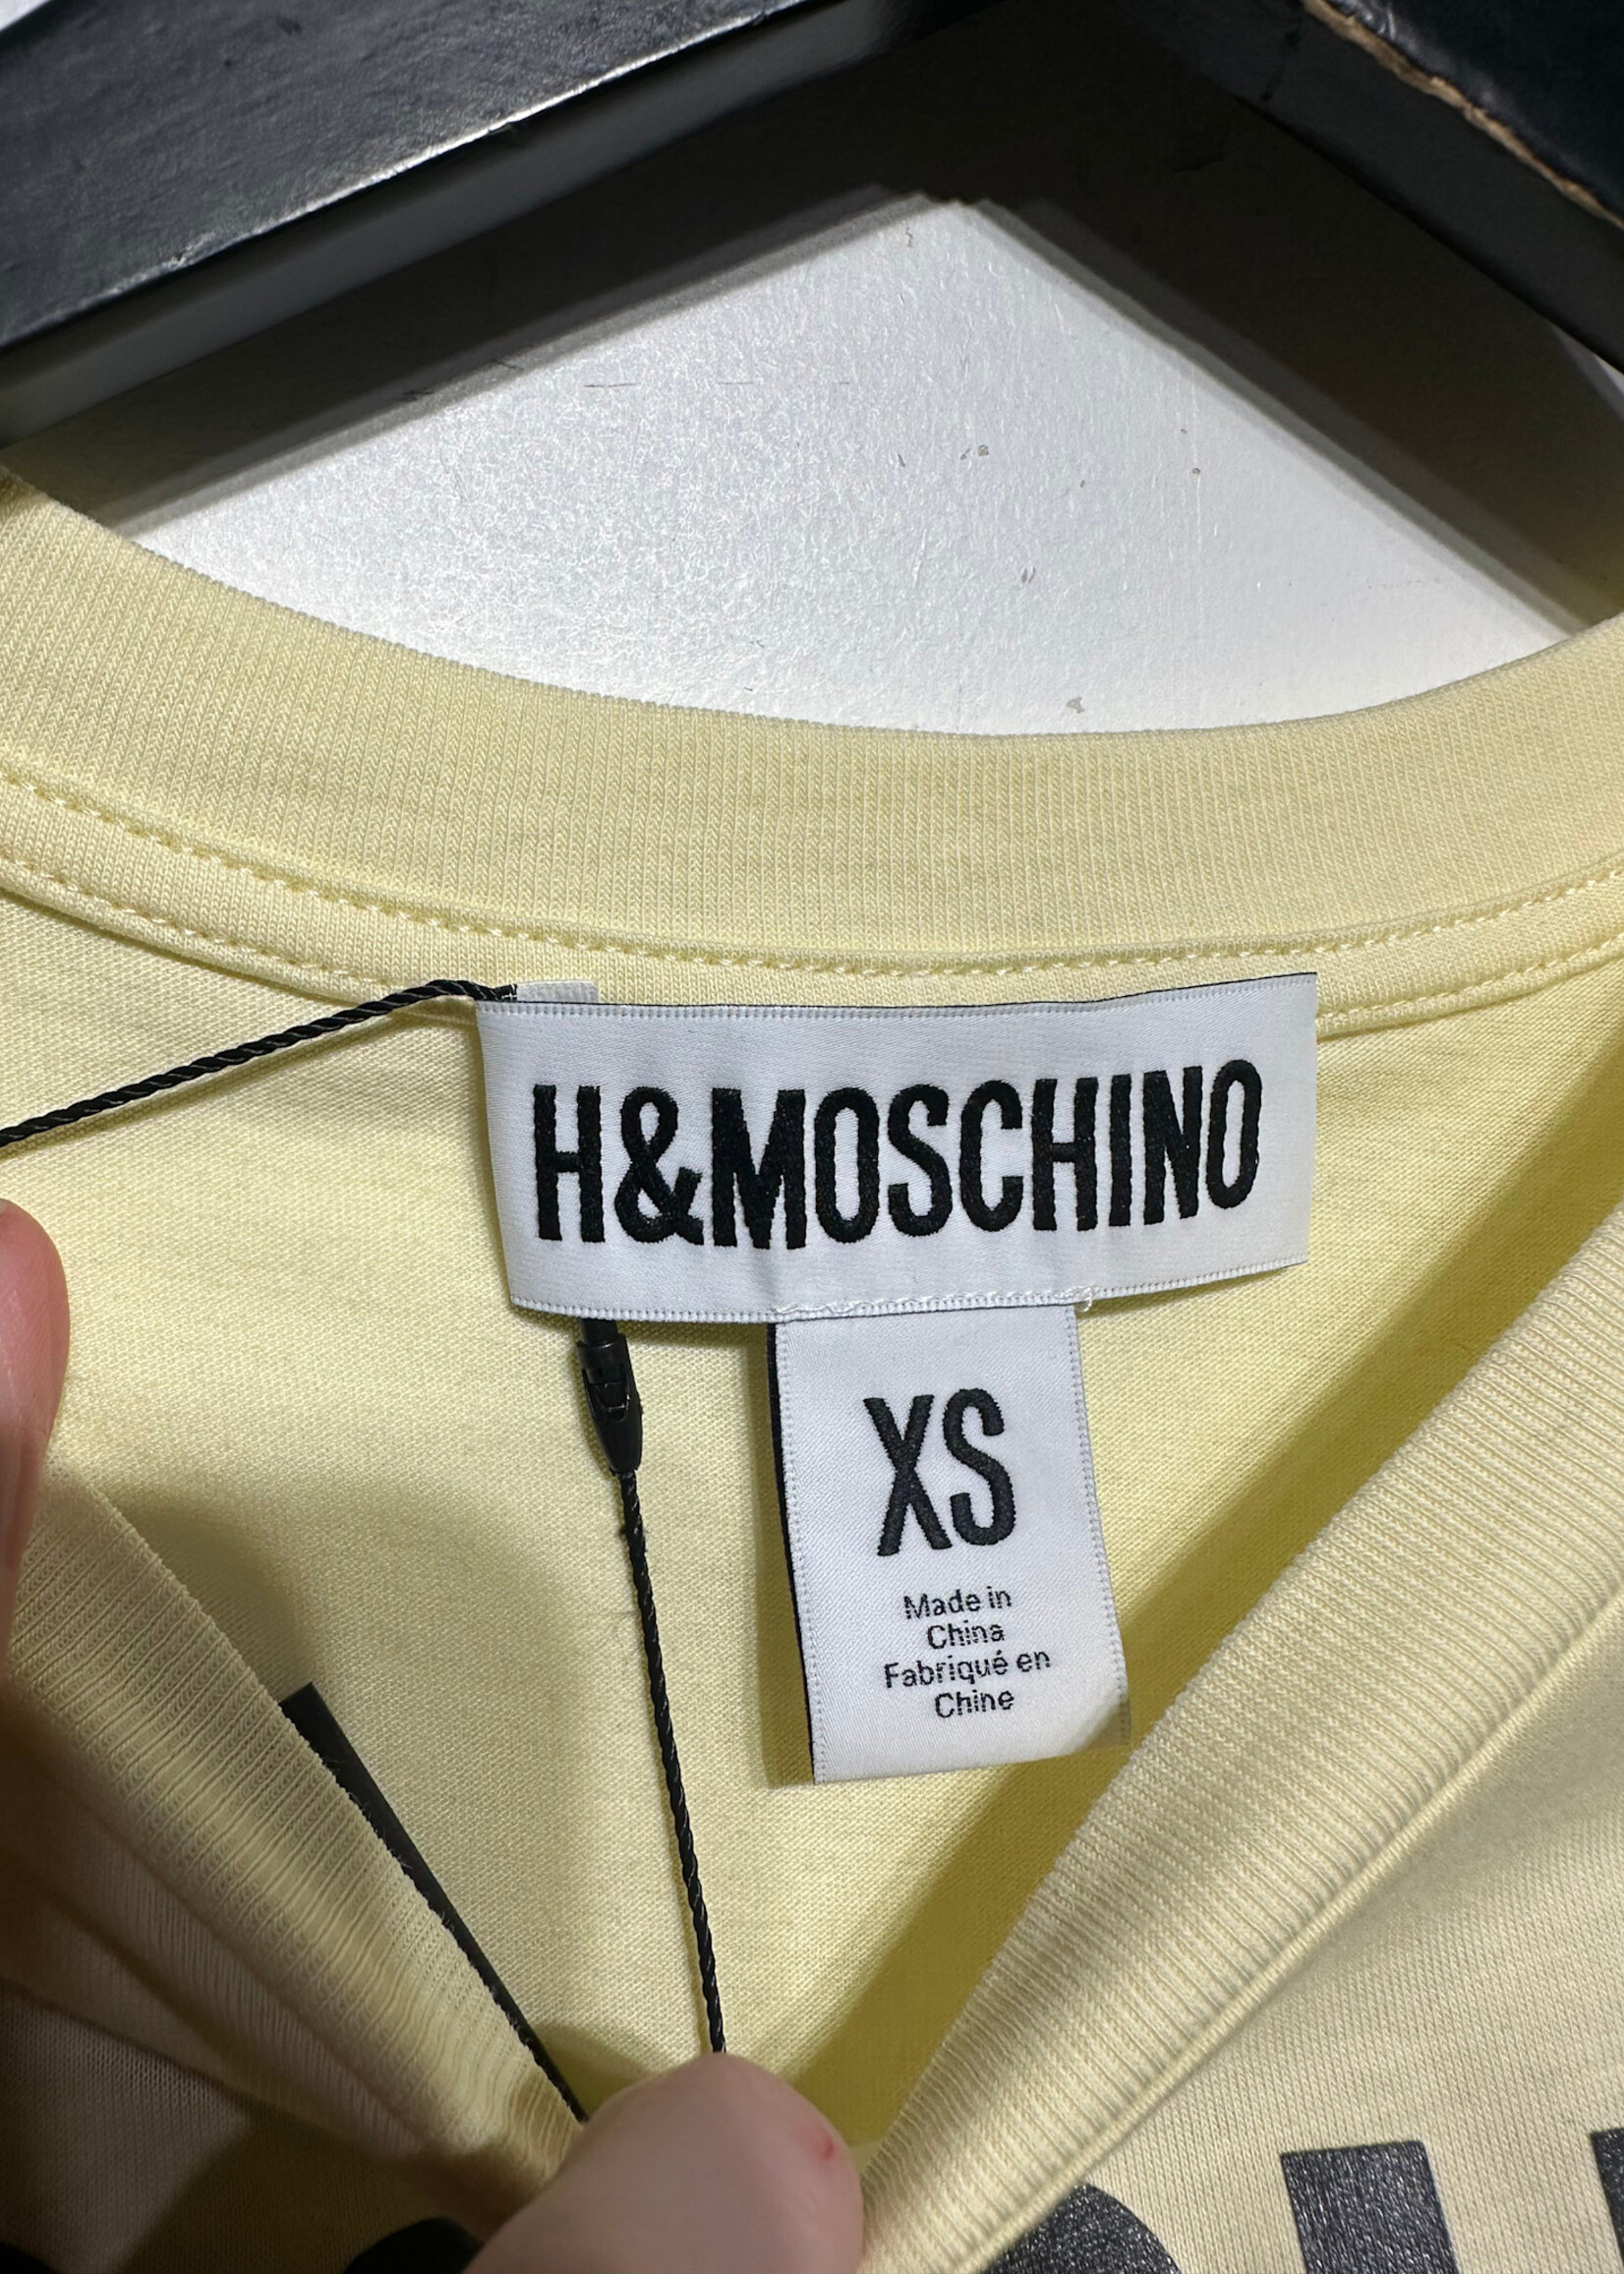 H&MOSCHINO
XS
Made in
China
Fabriqué en
Chine